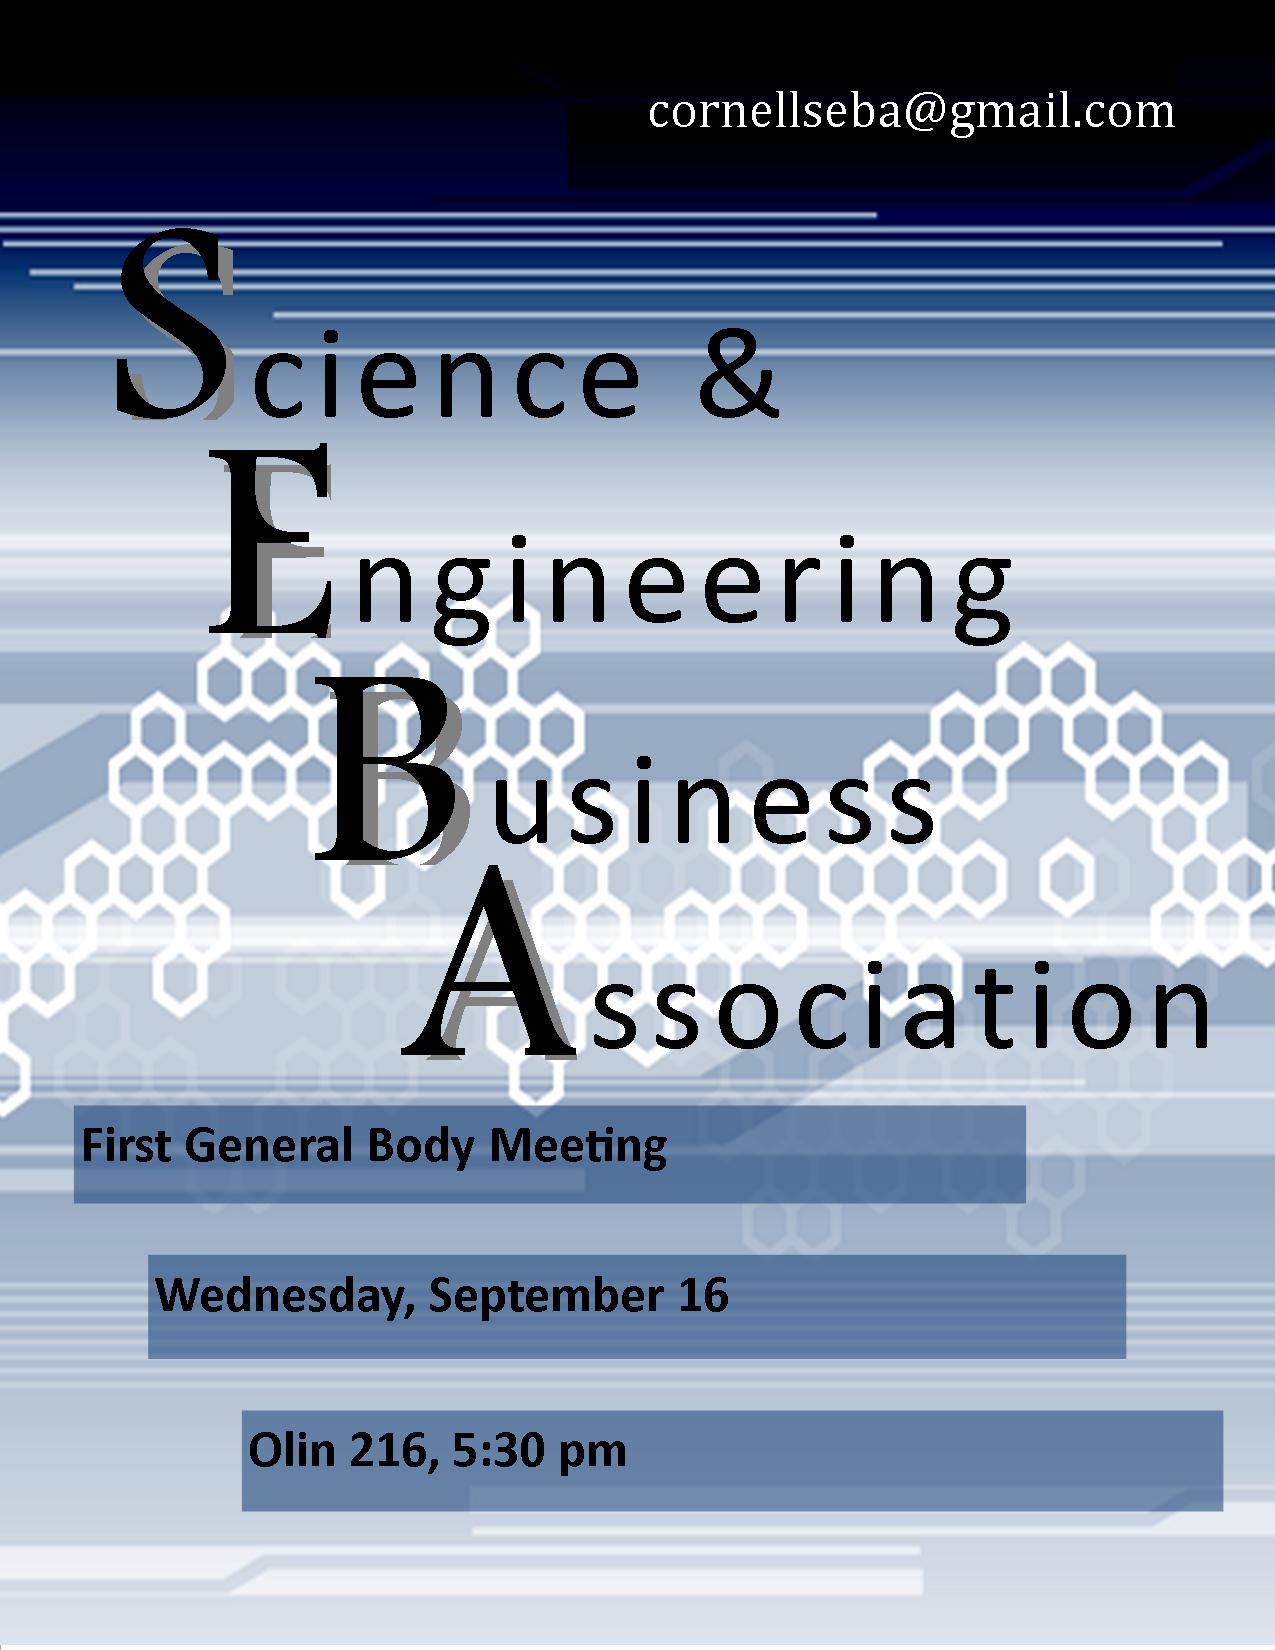 cornellseba@gmail.com
Science &
Engineering
Business
Association
First General Body Meeting
Wednesday, September 16
Olin 216, 5:30 pm